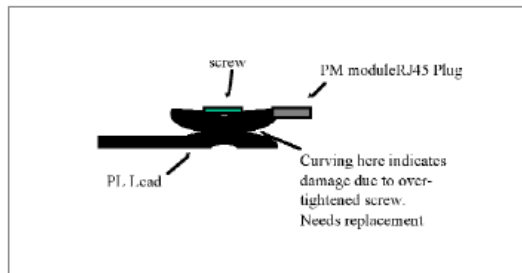 screw
PM moduleRJ45 Plug
Curving here indicates
damage due to over-
tightened screw.
Needs replacement
PL Lead